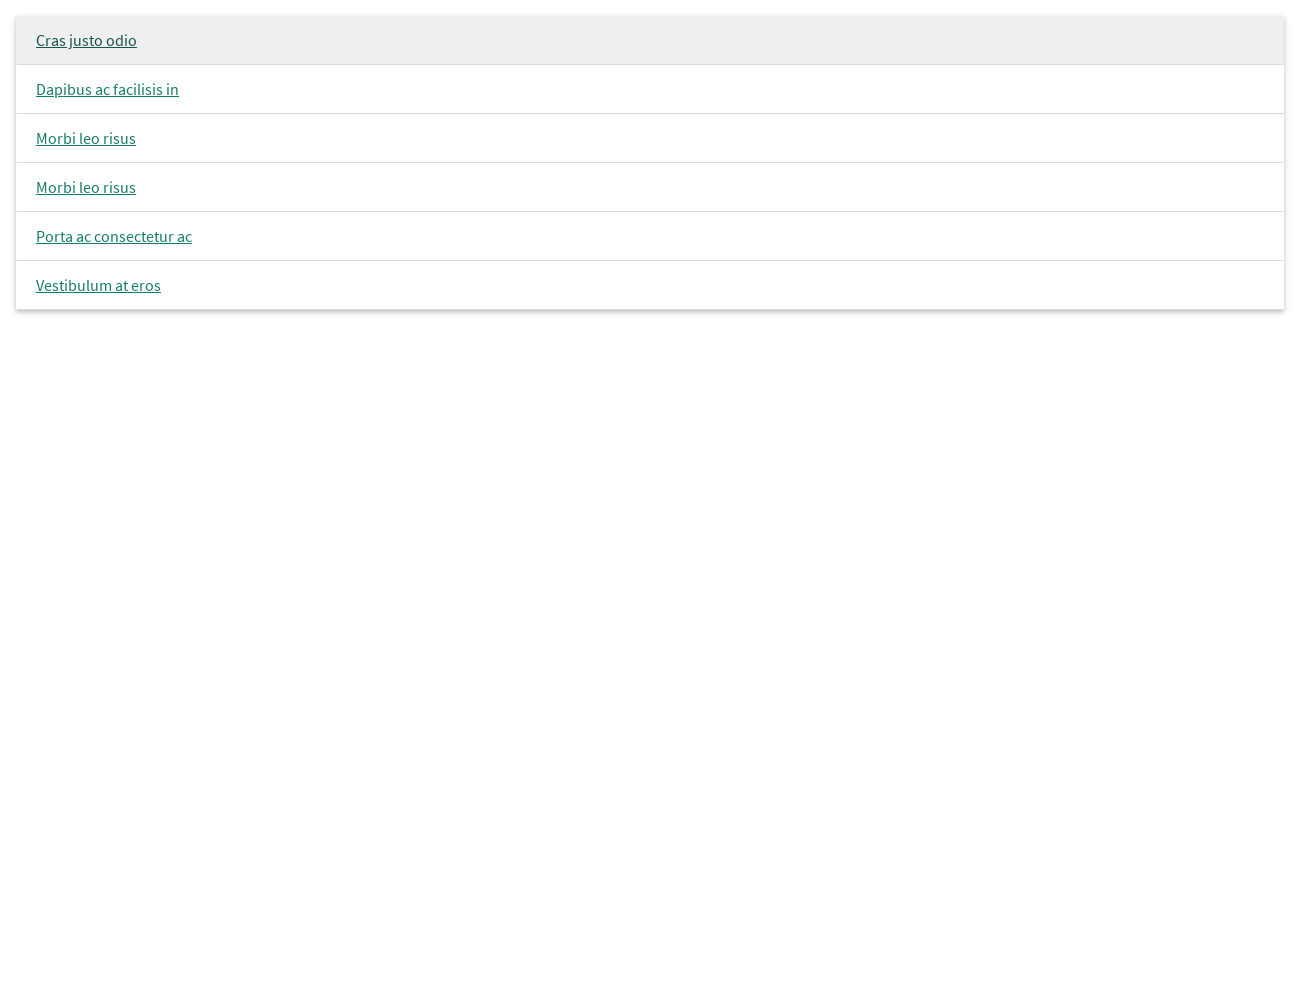 Cras justo odio
Dapibus ac facilisis in
Morbi leo risus
Morbi leo risus
Porta ac consectetur ac
Vestibulum at eros